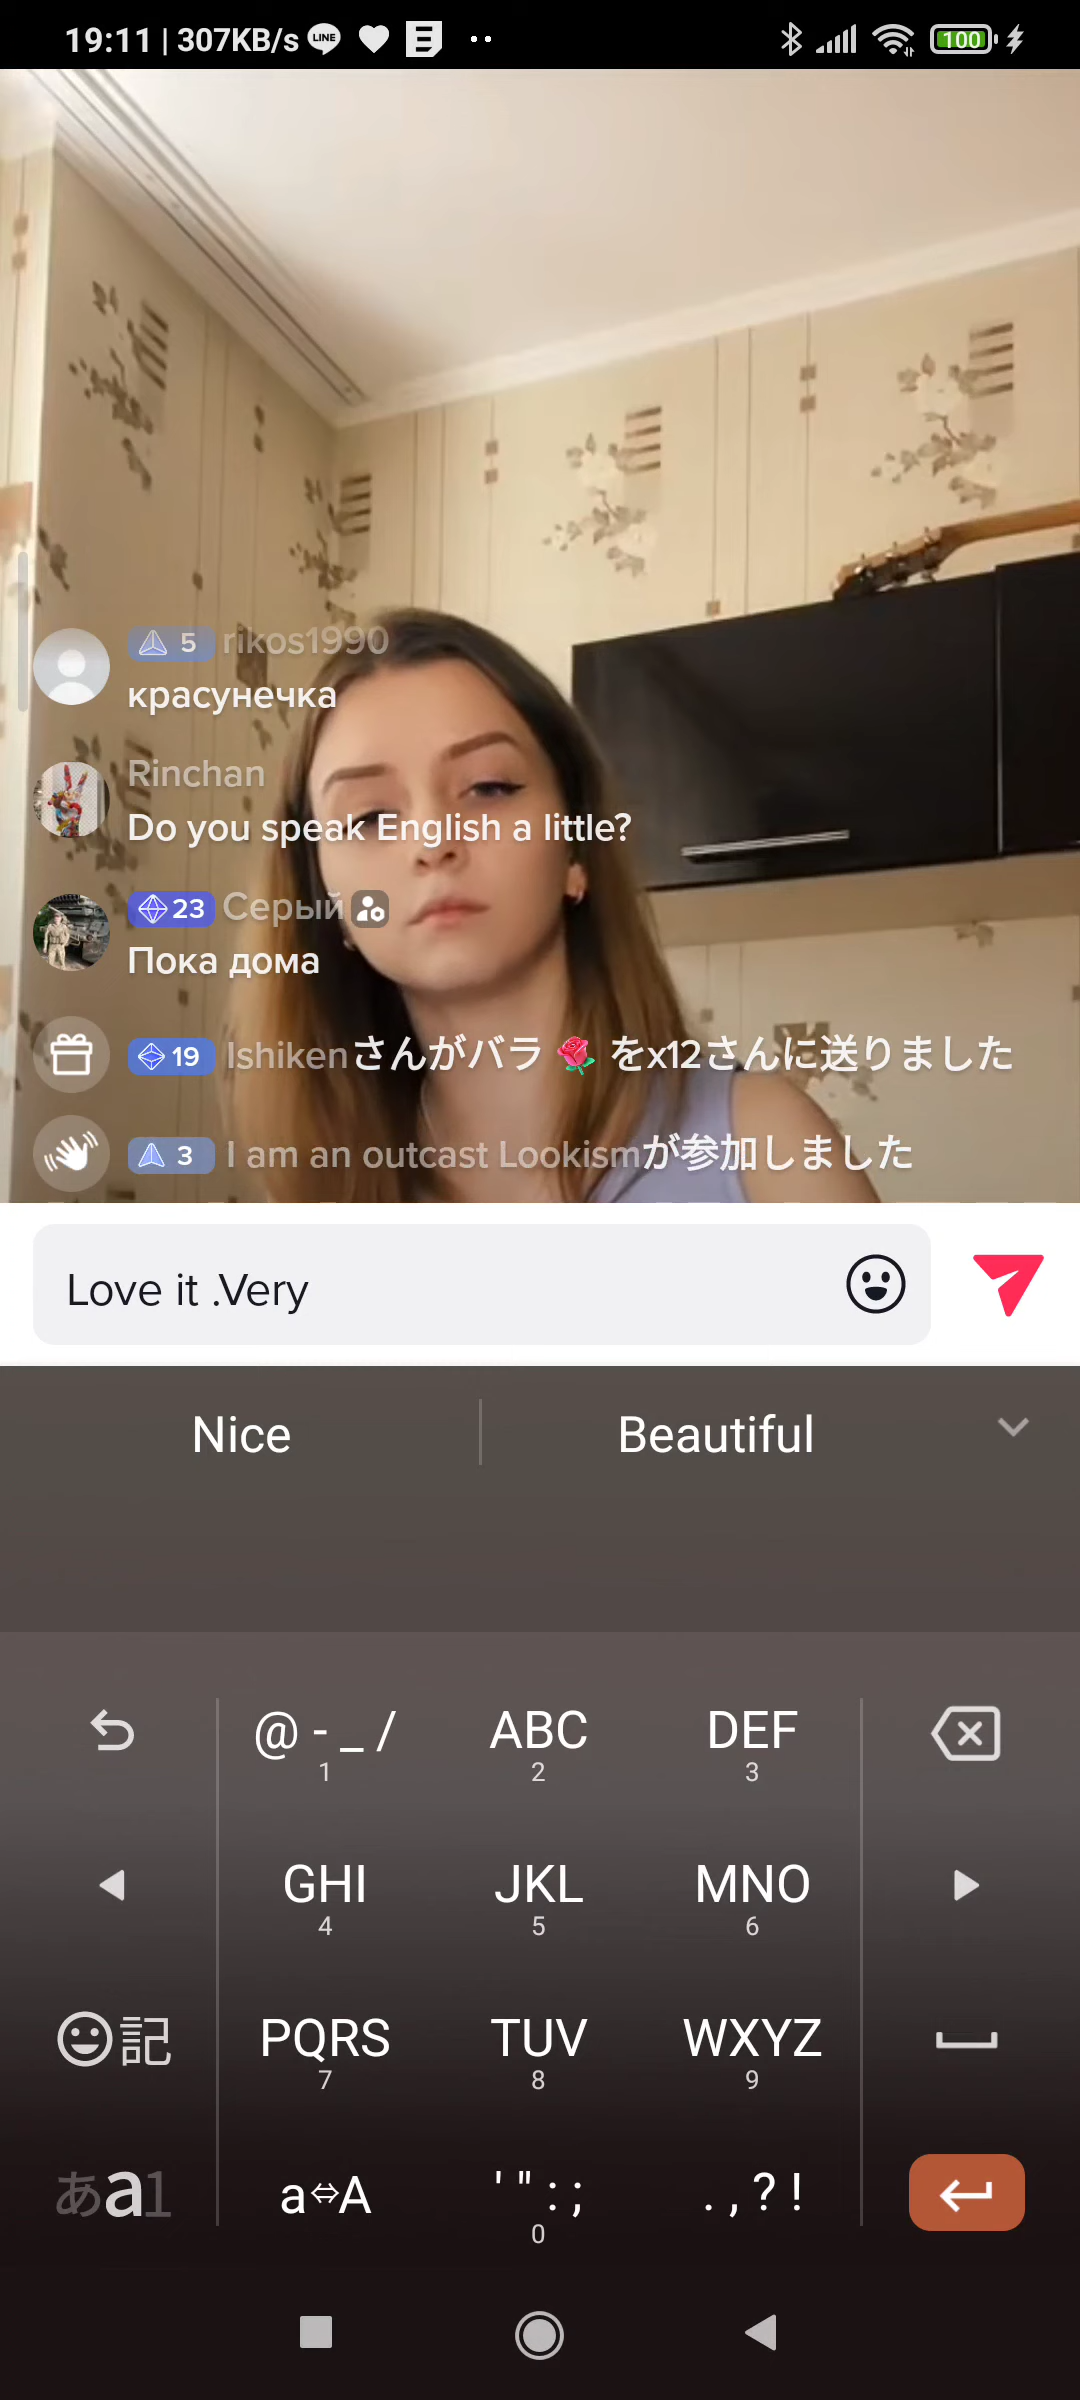 19:11 | 307KB/s LINE 100
5 rikos1990
красунечка
Rinchan
Do you speak English a little?
23 Серый
Пока дома
19 Ishikenさんがバラ 🌹 をx12さんに送りました
3 I am an outcast Lookismが参加しました
Love it .Very
Nice Beautiful
@ - _ / ABC DEF
1 2 3
GHI JKL MNO
4 5 6
記 PQRS TUV WXYZ
7 8 9
あa1 a⇔A ' " : ; . , ? !
0